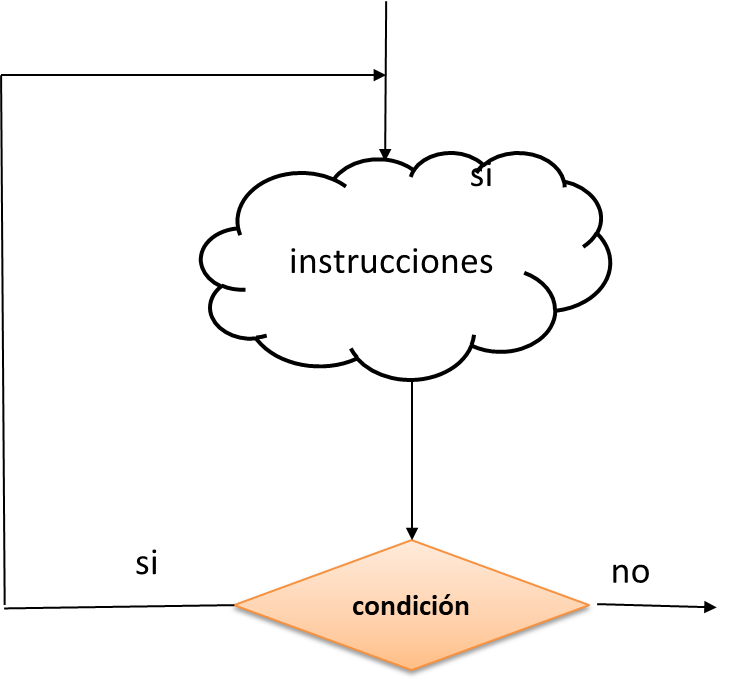 si
instrucciones
si
no
condición